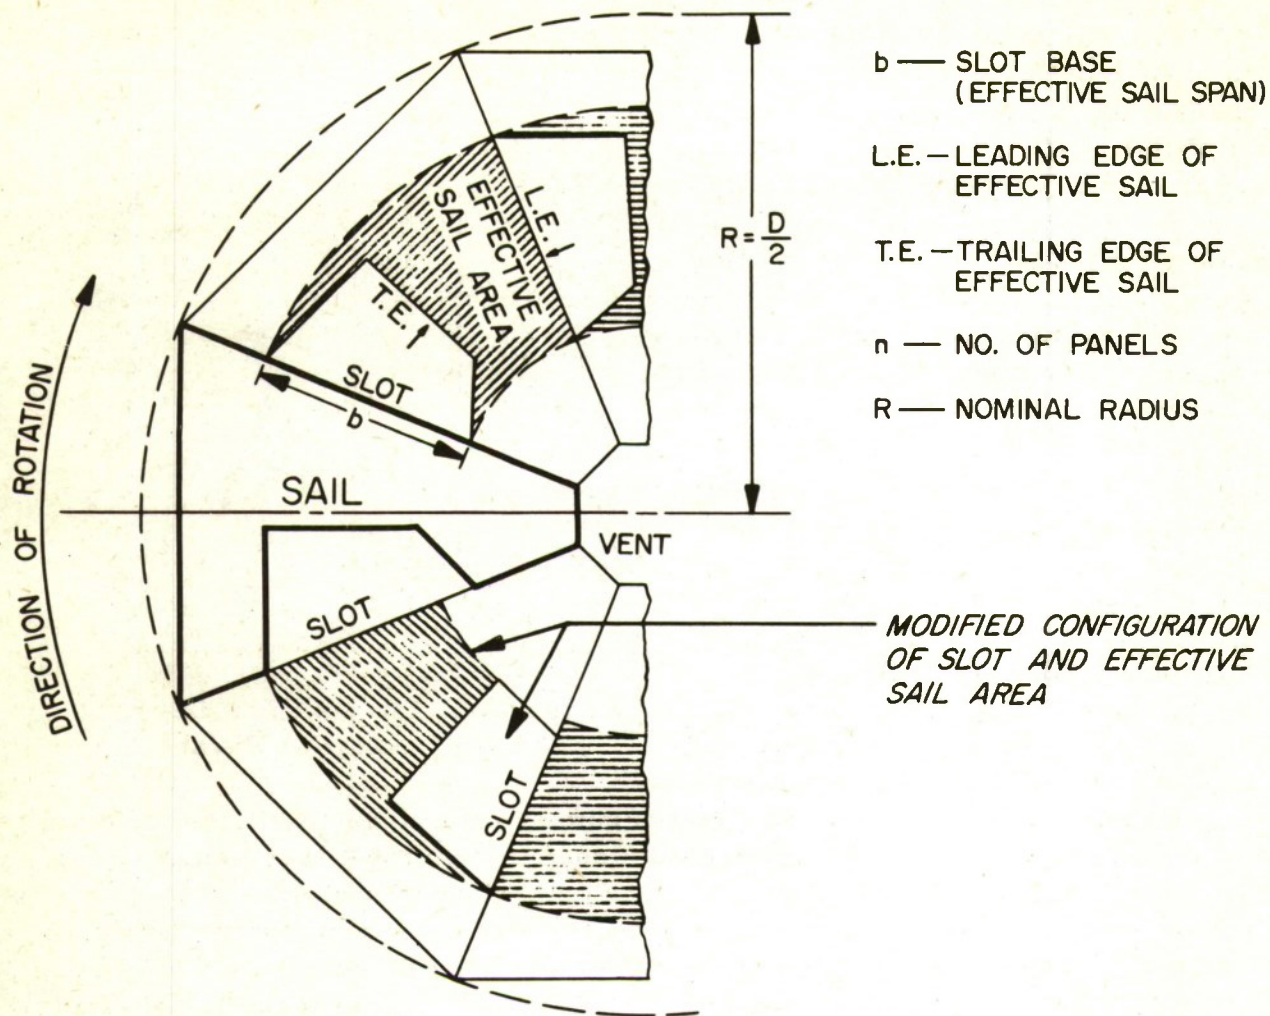 b — SLOT BASE
(EFFECTIVE SAIL SPAN)
L.E. — LEADING EDGE OF
EFFECTIVE SAIL
T.E. — TRAILING EDGE OF
EFFECTIVE SAIL
n — NO. OF PANELS
R — NOMINAL RADIUS
R = D/2
EFFECTIVE
SAIL AREA
L.E.
T.E.
SLOT
b
DIRECTION OF ROTATION
SAIL
VENT
SLOT
SLOT
MODIFIED CONFIGURATION
OF SLOT AND EFFECTIVE
SAIL AREA